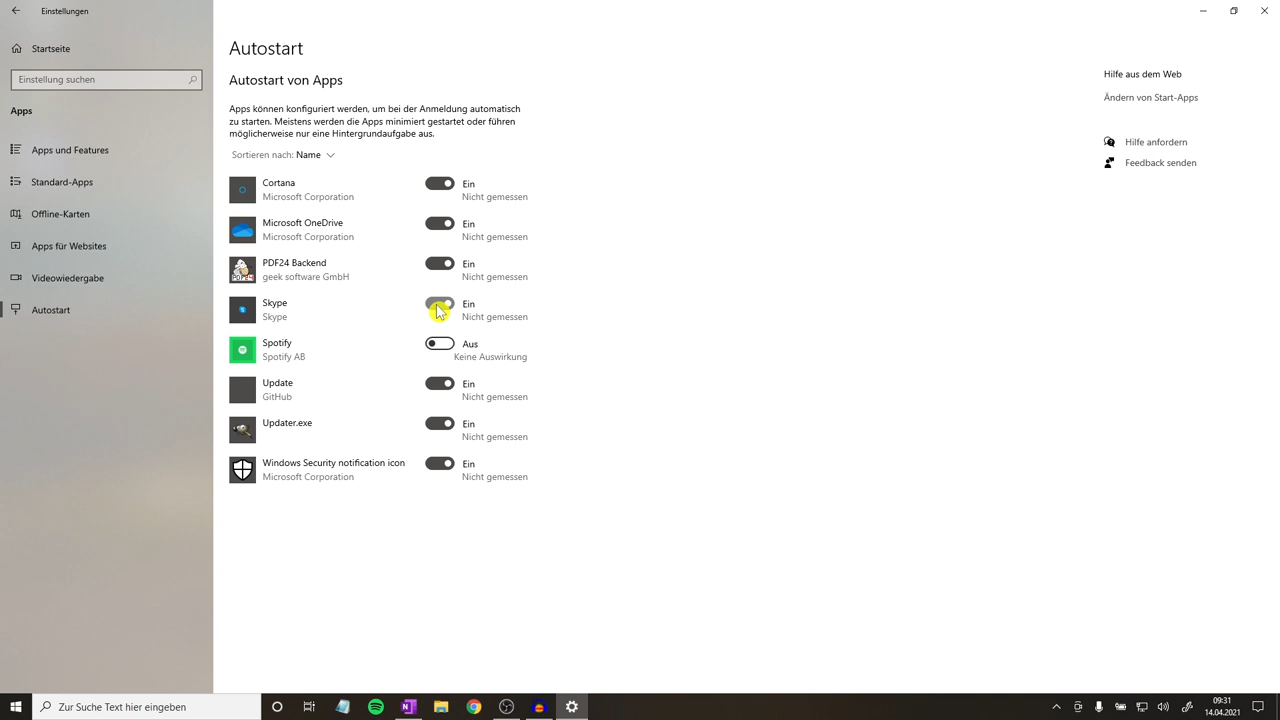 Einstellungen
Startseite
Einstellung suchen
Apps
Apps und Features
Standard-Apps
Offline-Karten
Apps für Websites
Videowiedergabe
Autostart
Autostart
Autostart von Apps
Apps können konfiguriert werden, um bei der Anmeldung automatisch
zu starten. Meistens werden die Apps minimiert gestartet oder führen
möglicherweise nur eine Hintergrundaufgabe aus.
Sortieren nach: Name
Cortana
Ein
Microsoft Corporation
Nicht gemessen
Microsoft OneDrive
Ein
Microsoft Corporation
Nicht gemessen
PDF24 Backend
Ein
geek software GmbH
Nicht gemessen
Skype
Ein
Skype
Nicht gemessen
Spotify
Aus
Spotify AB
Keine Auswirkung
Update
Ein
GitHub
Nicht gemessen
Updater.exe
Ein
Nicht gemessen
Windows Security notification icon
Ein
Microsoft Corporation
Nicht gemessen
Hilfe aus dem Web
Ändern von Start-Apps
Hilfe anfordern
Feedback senden
Zur Suche Text hier eingeben
09:31
14.04.2021